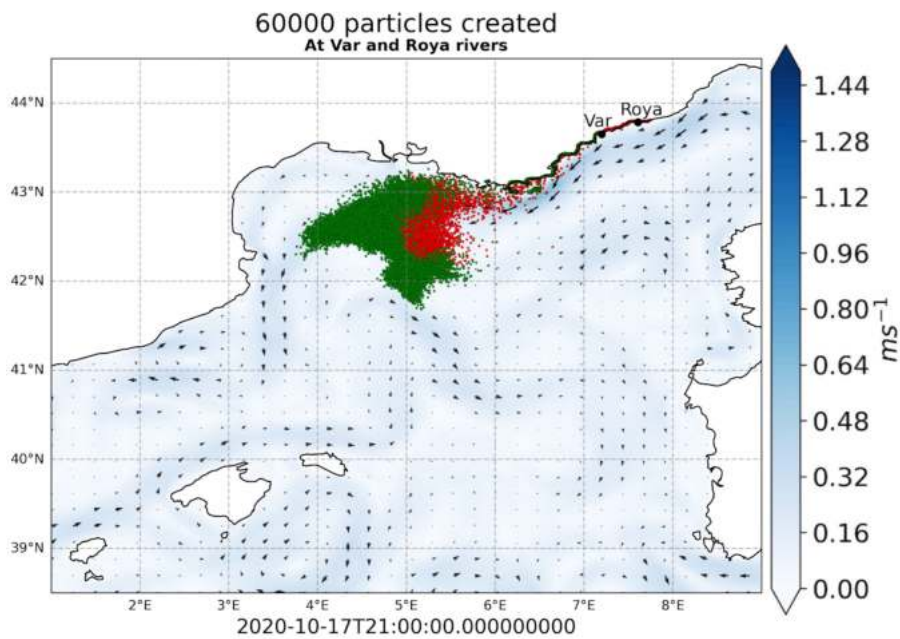 60000 particles created
At Var and Roya rivers
44°N
43°N
42°N
41°N
40°N
39°N
Var
Roya
2°E
3°E
4°E
5°E
6°E
7°E
8°E
2020-10-17T21:00:00.000000000
1.44
1.28
1.12
0.96
0.80
0.64
0.48
0.32
0.16
0.00
ms⁻¹